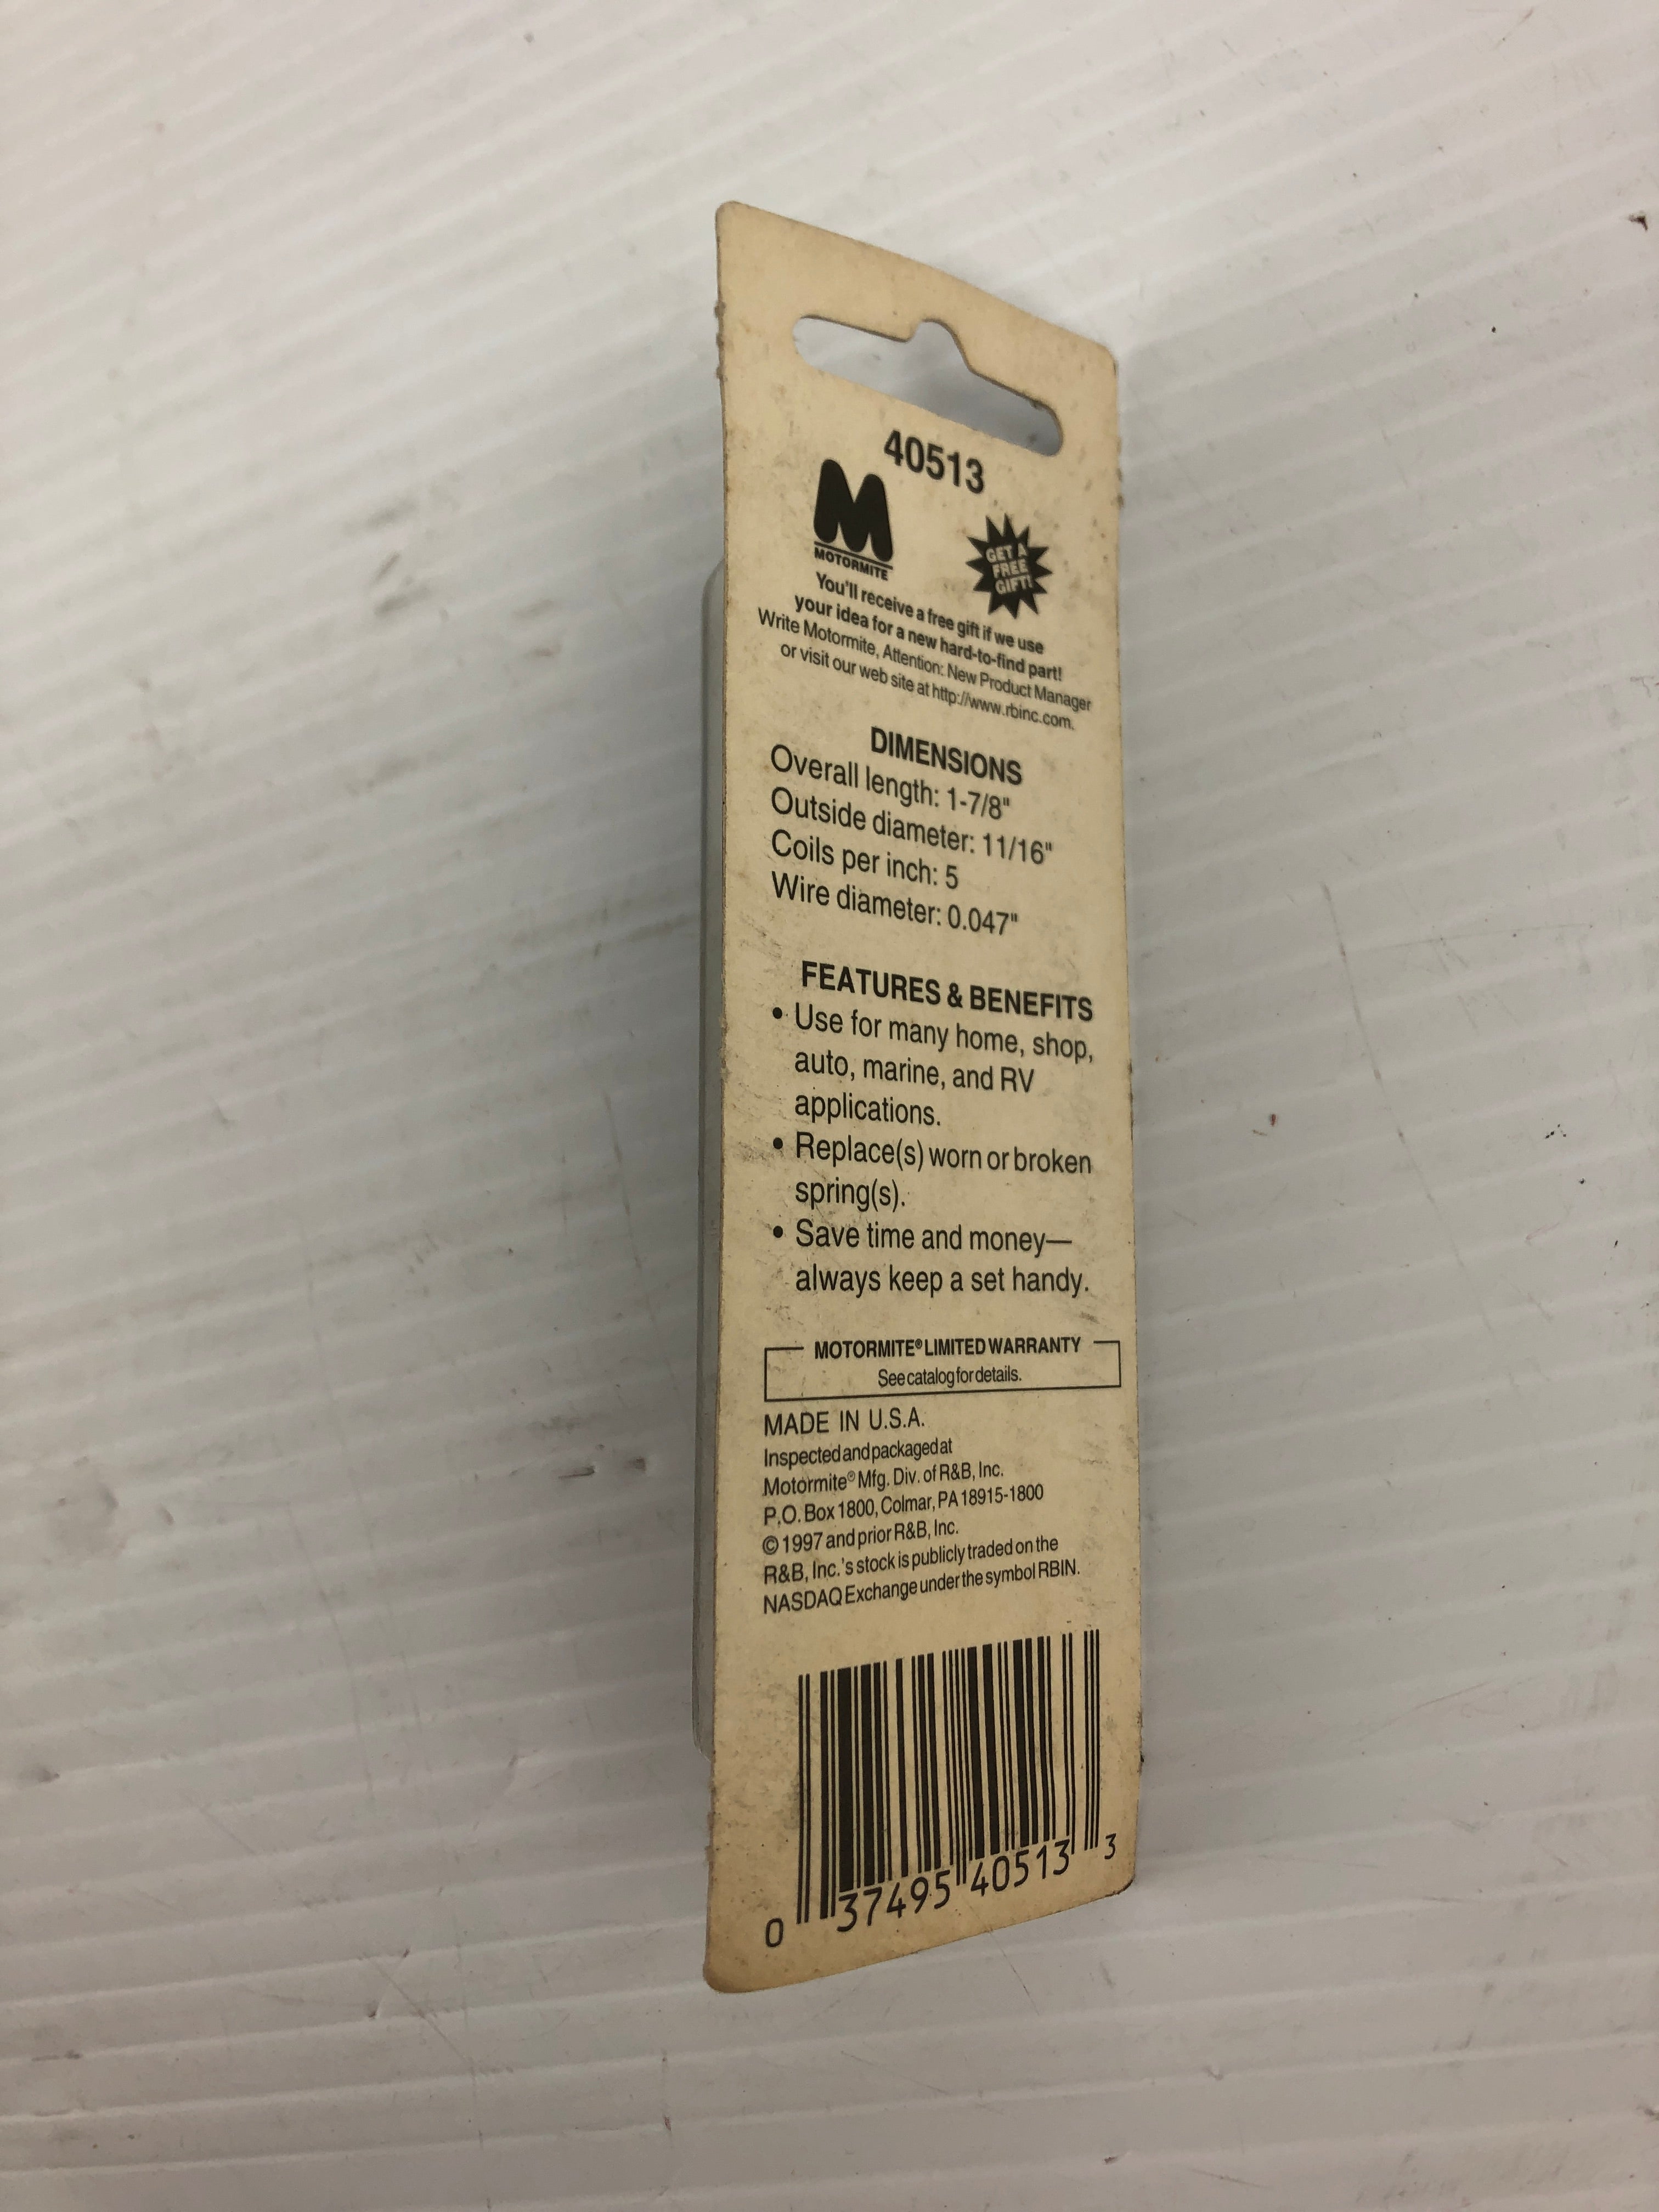 40513
MOTORMITE
GET A
FREE
GIFT!
You'll receive a free gift if we use
your idea for a new hard-to-find part!
Write Motormite, Attention: New Product Manager
or visit our web site at http://www.rbinc.com.
DIMENSIONS
Overall length: 1-7/8"
Outside diameter: 11/16"
Coils per inch: 5
Wire diameter: 0.047"
FEATURES & BENEFITS
• Use for many home, shop,
auto, marine, and RV
applications.
• Replace(s) worn or broken
spring(s).
• Save time and money—
always keep a set handy.
MOTORMITE® LIMITED WARRANTY
See catalog for details.
MADE IN U.S.A.
Inspected and packaged at
Motormite® Mfg. Div. of R&B, Inc.
P.O. Box 1800, Colmar, PA 18915-1800
© 1997 and prior R&B, Inc.
R&B, Inc.'s stock is publicly traded on the
NASDAQ Exchange under the symbol RBIN.
0 37495 40513 3